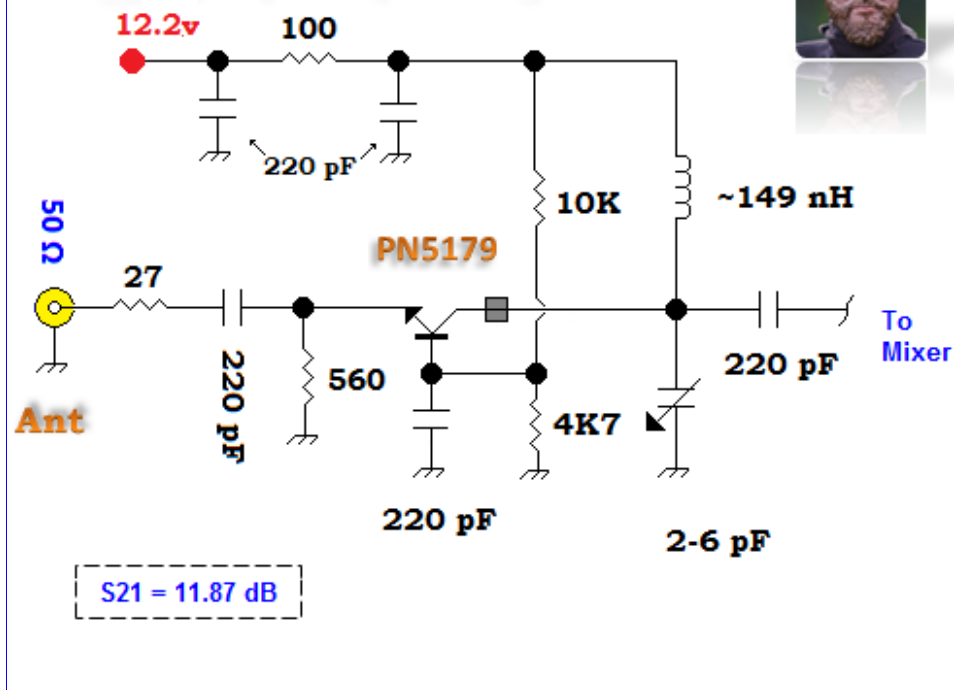 12.2v
100
220 pF
10K
~149 nH
50 Ω
PN5179
27
To
Mixer
220 pF
560
220 pF
4K7
Ant
220 pF
2-6 pF
S21 = 11.87 dB